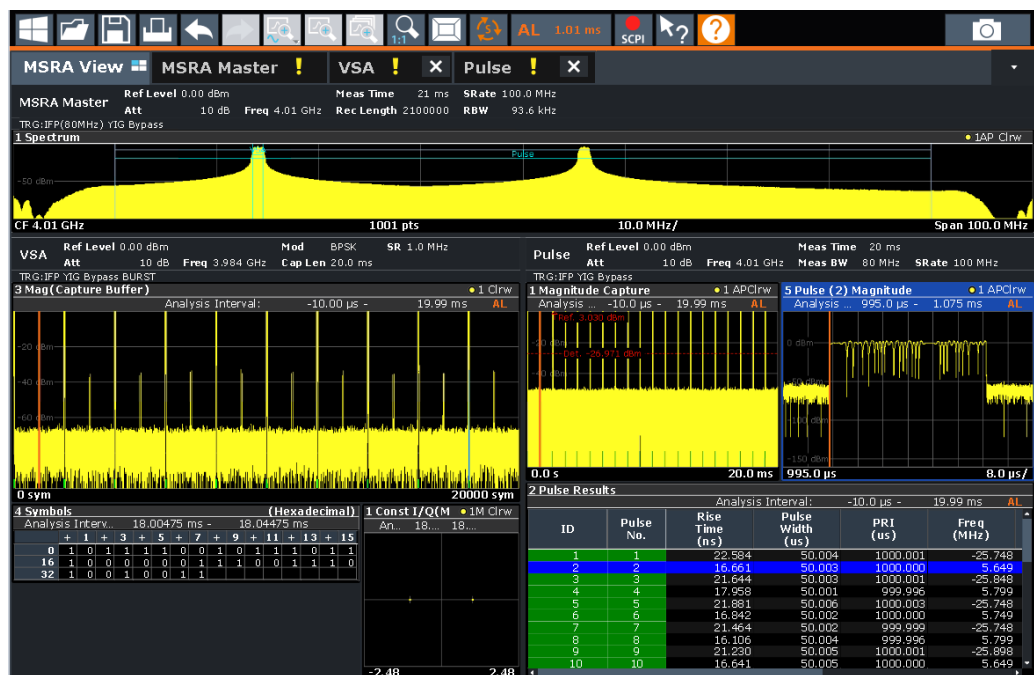 1:1 AL 1.01 ms SCPI ? ?
MSRA View MSRA Master ! VSA ! X Pulse ! X
MSRA Master Ref Level 0.00 dBm Meas Time 21 ms SRate 100.0 MHz
Att 10 dB Freq 4.01 GHz Rec Length 2100000 RBW 93.6 kHz
TRG:IFP(80MHz) YIG Bypass
1 Spectrum 1AP Clrw
Pulse
-50 dBm
CF 4.01 GHz 1001 pts 10.0 MHz/ Span 100.0 MHz
VSA Ref Level 0.00 dBm Mod BPSK SR 1.0 MHz
Att 10 dB Freq 3.984 GHz Cap Len 20.0 ms
TRG:IFP YIG Bypass BURST
3 Mag(Capture Buffer) 1 Clrw
Analysis Interval: -10.00 µs - 19.99 ms AL
-20 dBm
-40 dBm
-60 dBm
0 sym 20000 sym
4 Symbols (Hexadecimal)
Analysis Interv... 18.00475 ms - 18.04475 ms
+ 1 + 3 + 5 + 7 + 9 + 11 + 13 + 15
0 1 0 1 1 1 0 1 0 1 1 0 1 1 1 1 1
16 1 0 0 0 0 0 1 1 1 0 1 0 1 1 1 0
32 1 0 0 1 0 0 1 1
1 Const I/Q(M 1M Clrw
An... 18.... 18....
-2.48 2.48
Pulse Ref Level 0.00 dBm Meas Time 20 ms
Att 10 dB Freq 4.01 GHz Meas BW 80 MHz SRate 100 MHz
TRG:IFP YIG Bypass
1 Magnitude Capture 1 APClrw
Analysis ... -10.0 µs - 19.99 ms AL
Ref. 3.030 dBm
-20 dBm
Det. -26.971 dBm
-40 dBm
0.0 s 20.0 ms
5 Pulse (2) Magnitude 1 APClrw
Analysis ... 995.0 µs - 1.075 ms AL
0 dBm
-100 dBm
-150 dBm
995.0 µs 8.0 µs/
2 Pulse Results
Analysis Interval: -10.0 µs - 19.99 ms AL
ID Pulse No. Rise Time (ns) Pulse Width (us) PRI (us) Freq (MHz)
1 1 22.584 50.004 1000.001 -25.748
2 2 16.661 50.003 1000.000 5.649
3 3 21.644 50.003 1000.001 -25.848
4 4 17.958 50.001 999.996 5.799
5 5 21.881 50.006 1000.003 -25.748
6 6 16.842 50.002 1000.000 5.749
7 7 21.464 50.002 999.999 -25.748
8 8 16.106 50.004 999.996 5.799
9 9 21.230 50.005 1000.001 -25.898
10 10 16.641 50.005 1000.000 5.649